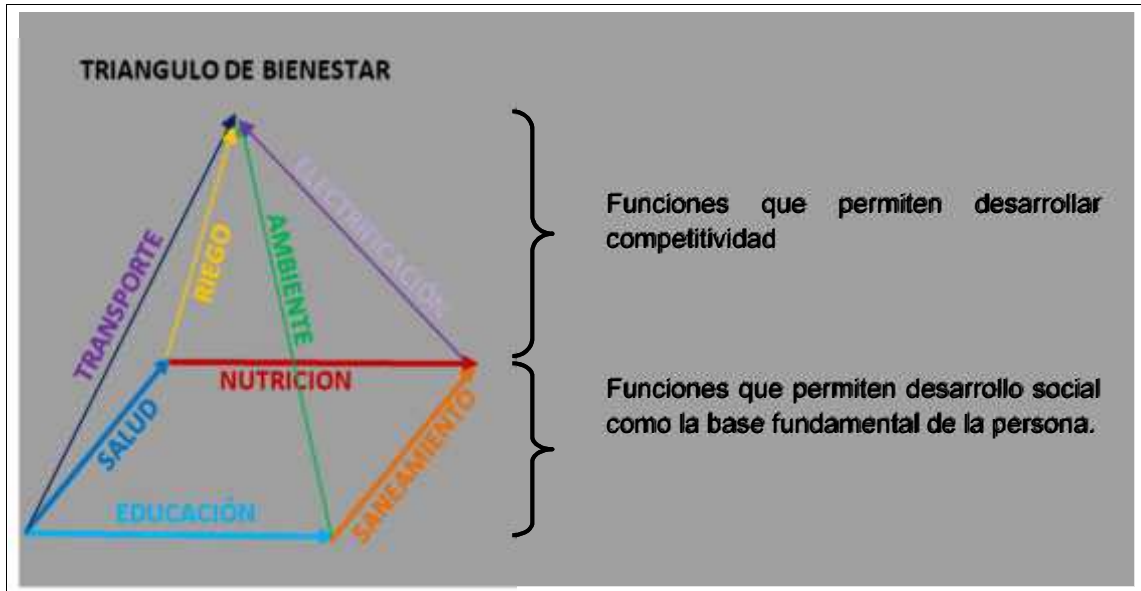 TRIANGULO DE BIENESTAR
ELECTRIFICACIÓN
TRANSPORTE
RIEGO
AMBIENTE
NUTRICION
SALUD
SANEAMIENTO
EDUCACIÓN
Funciones que permiten desarrollar
competitividad
Funciones que permiten desarrollo social
como la base fundamental de la persona.